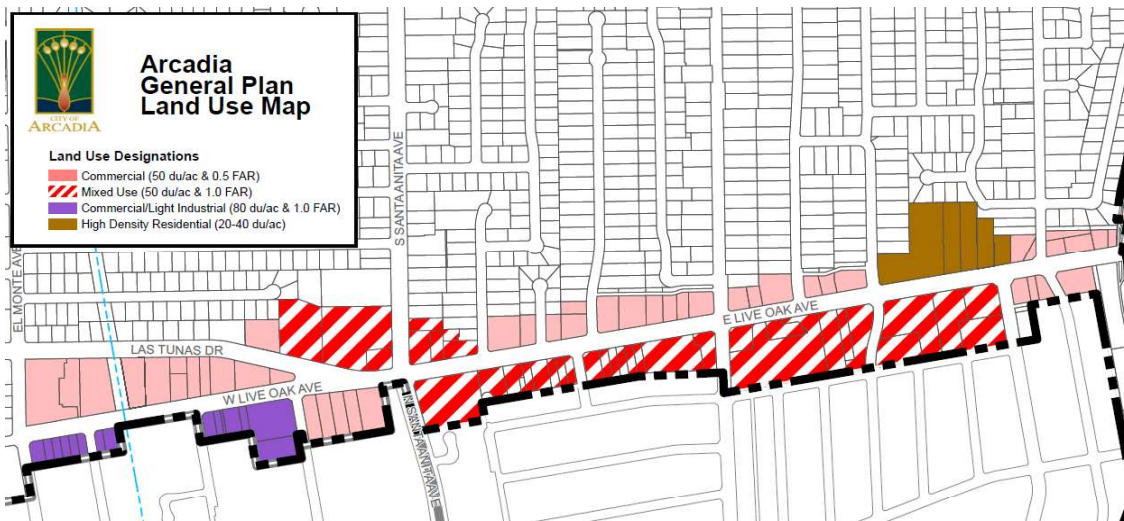 Arcadia
General Plan
Land Use Map
CITY OF
ARCADIA
Land Use Designations
Commercial (50 du/ac & 0.5 FAR)
Mixed Use (50 du/ac & 1.0 FAR)
Commercial/Light Industrial (80 du/ac & 1.0 FAR)
High Density Residential (20-40 du/ac)
S SANTA ANITA AVE
EL MONTE AVE
E LIVE OAK AVE
LAS TUNAS DR
W LIVE OAK AVE
N SANTA ANITA AVE